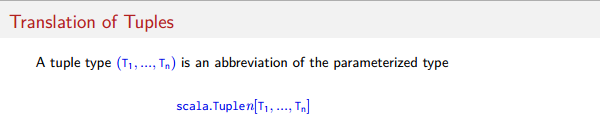 Translation of Tuples
A tuple type (T₁, ..., Tₙ) is an abbreviation of the parameterized type
scala.Tuplen[T₁, ..., Tₙ]